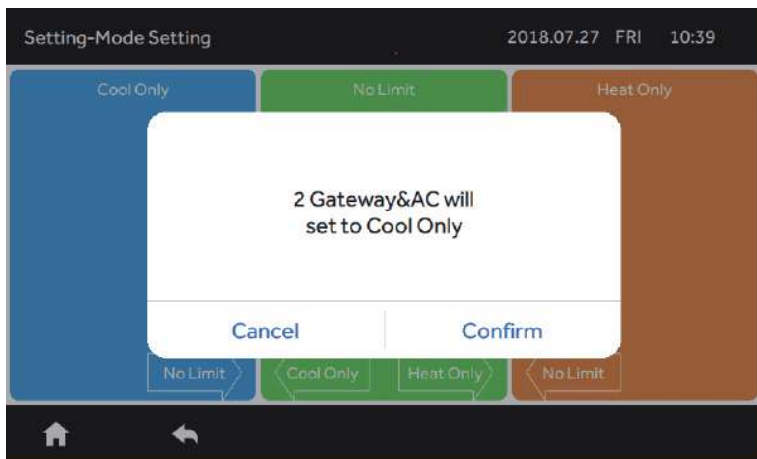 Setting-Mode Setting
2018.07.27 FRI 10:39
Cool Only
No Limit
Heat Only
2 Gateway&AC will
set to Cool Only
Cancel
Confirm
No Limit
Cool Only
Heat Only
No Limit